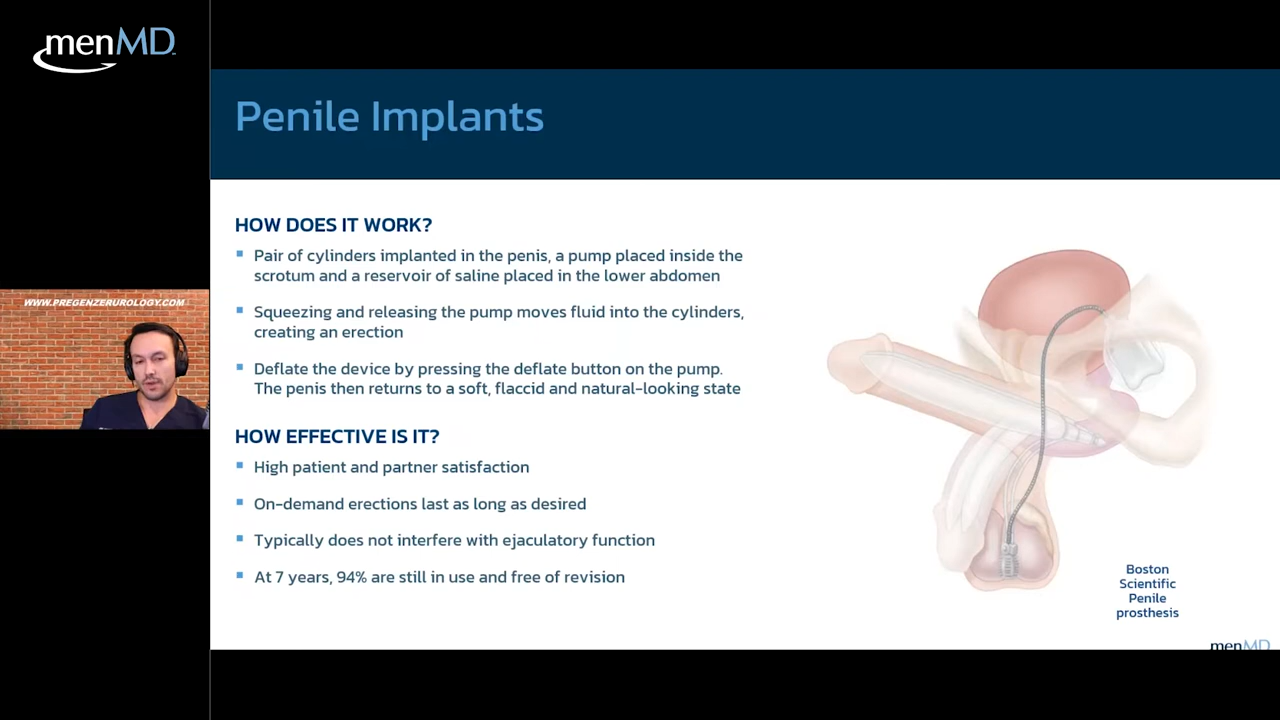 menMD
Penile Implants
HOW DOES IT WORK?
▪ Pair of cylinders implanted in the penis, a pump placed inside the
scrotum and a reservoir of saline placed in the lower abdomen
▪ Squeezing and releasing the pump moves fluid into the cylinders,
creating an erection
▪ Deflate the device by pressing the deflate button on the pump.
The penis then returns to a soft, flaccid and natural-looking state
WWW.PREGENZERUROLOGY.COM
HOW EFFECTIVE IS IT?
▪ High patient and partner satisfaction
▪ On-demand erections last as long as desired
▪ Typically does not interfere with ejaculatory function
▪ At 7 years, 94% are still in use and free of revision
Boston
Scientific
Penile
prosthesis
menMD